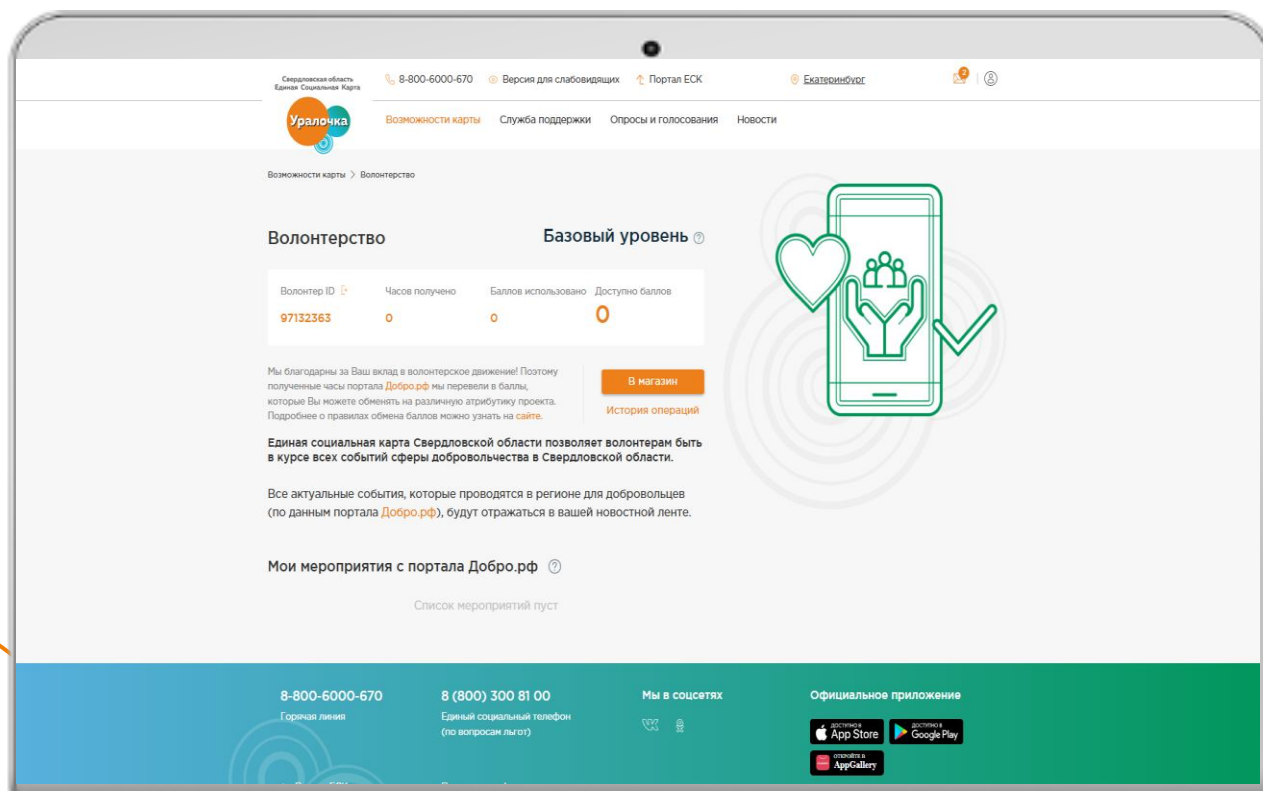 Свердловская область
Единая Социальная Карта
8-800-6000-670
Версия для слабовидящих
Портал ЕСК
Екатеринбург
2
Уралочка
Возможности карты
Служба поддержки
Опросы и голосования
Новости
Возможности карты > Волонтерство
Волонтерство
Базовый уровень ?
Волонтер ID
Часов получено
Баллов использовано
Доступно баллов
97132363
0
0
0
Мы благодарны за Ваш вклад в волонтерское движение! Поэтому
полученные часы портала Добро.рф мы перевели в баллы,
которые Вы можете обменять на различную атрибутику проекта.
Подробнее о правилах обмена баллов можно узнать на сайте.
В магазин
История операций
Единая социальная карта Свердловской области позволяет волонтерам быть
в курсе всех событий сферы добровольчества в Свердловской области.
Все актуальные события, которые проводятся в регионе для добровольцев
(по данным портала Добро.рф), будут отражаться в вашей новостной ленте.
Мои мероприятия с портала Добро.рф ?
Список мероприятий пуст
8-800-6000-670
Горячая линия
8 (800) 300 81 00
Единый социальный телефон
(по вопросам льгот)
Мы в соцсетях
Официальное приложение
Доступно в
App Store
ДОСТУПНО В
Google Play
ОТКРОЙТЕ В
AppGallery